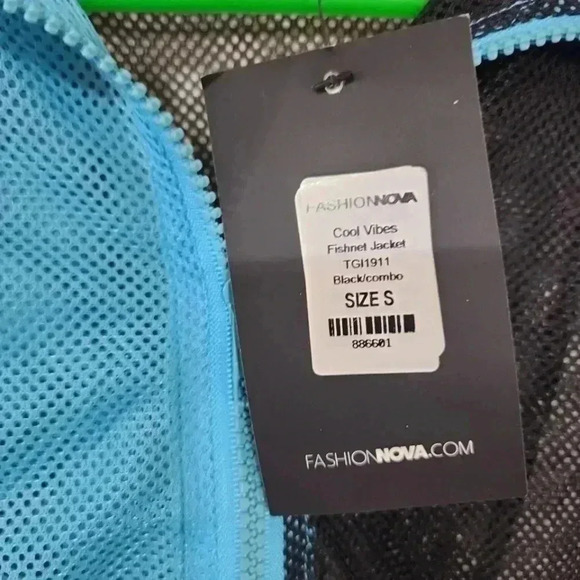 FASHIONNOVA
Cool Vibes
Fishnet Jacket
TGI1911
Black/combo
SIZE S
886601
FASHIONNOVA.COM